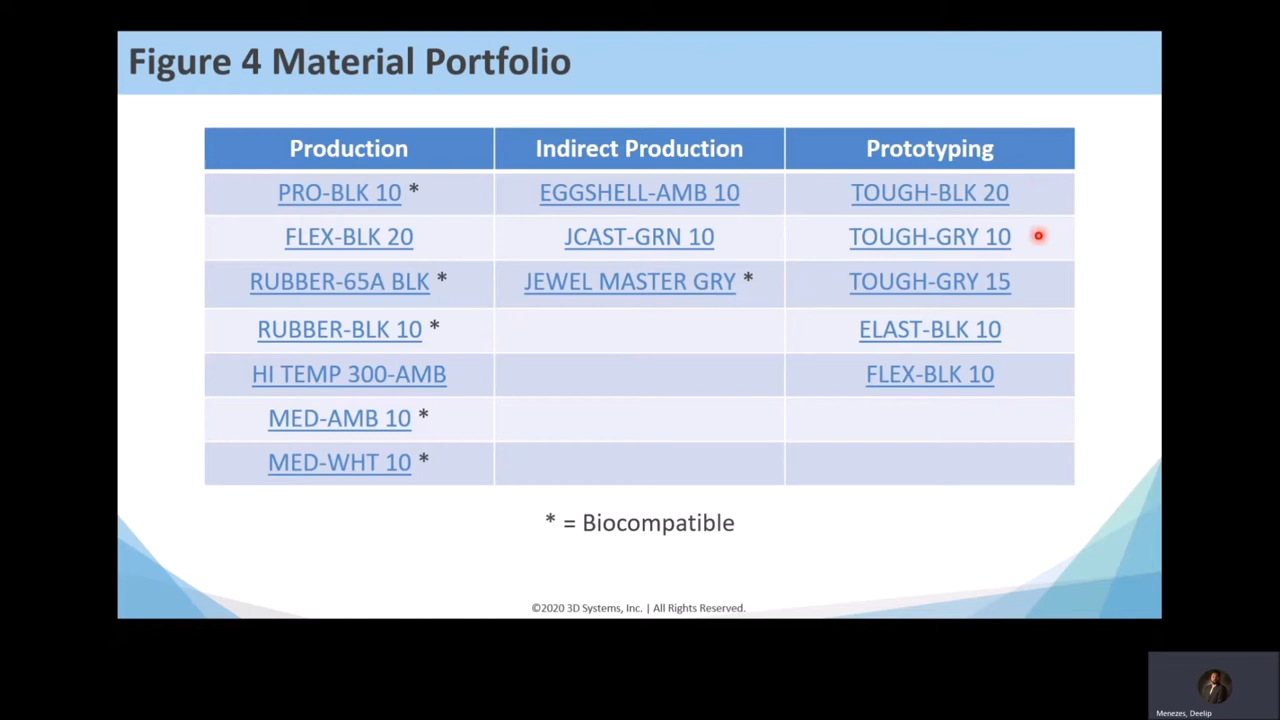 Figure 4 Material Portfolio
Production Indirect Production Prototyping
PRO-BLK 10 * EGGSHELL-AMB 10 TOUGH-BLK 20
FLEX-BLK 20 JCAST-GRN 10 TOUGH-GRY 10
RUBBER-65A BLK * JEWEL MASTER GRY * TOUGH-GRY 15
RUBBER-BLK 10 * ELAST-BLK 10
HI TEMP 300-AMB FLEX-BLK 10
MED-AMB 10 *
MED-WHT 10 *
* = Biocompatible
©2020 3D Systems, Inc. | All Rights Reserved.
Menezes, Deelip